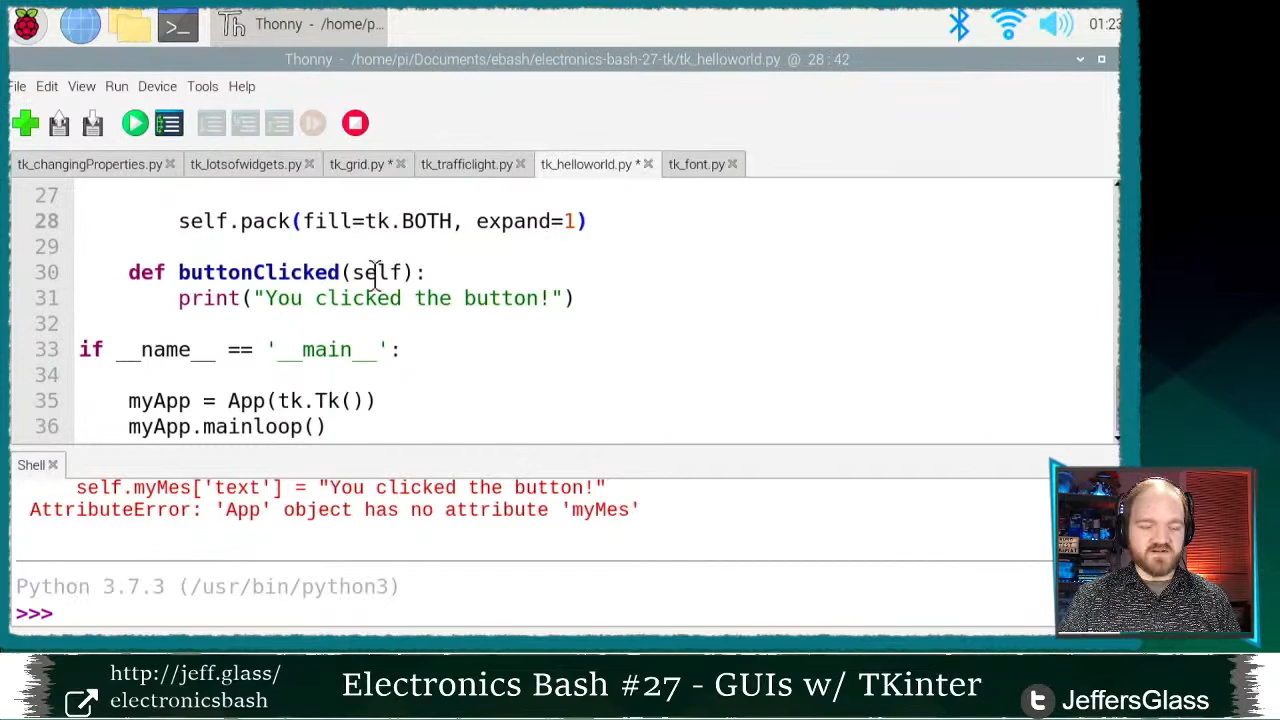 Thonny - /home/p...
01:23
Thonny - /home/pi/Documents/ebash/electronics-bash-27-tk/tk_helloworld.py @ 28 : 42
File Edit View Run Device Tools Help
tk_changingProperties.py tk_lotsofwidgets.py tk_grid.py * tk_trafficlight.py tk_helloworld.py * tk_font.py
27
28 self.pack(fill=tk.BOTH, expand=1)
29
30 def buttonClicked(self):
31 print("You clicked the button!")
32
33 if __name__ == '__main__':
34
35 myApp = App(tk.Tk())
36 myApp.mainloop()
Shell
self.myMes['text'] = "You clicked the button!"
AttributeError: 'App' object has no attribute 'myMes'
Python 3.7.3 (/usr/bin/python3)
>>>
http://jeff.glass/
electronicsbash
Electronics Bash #27 - GUIs w/ TKinter
JeffersGlass